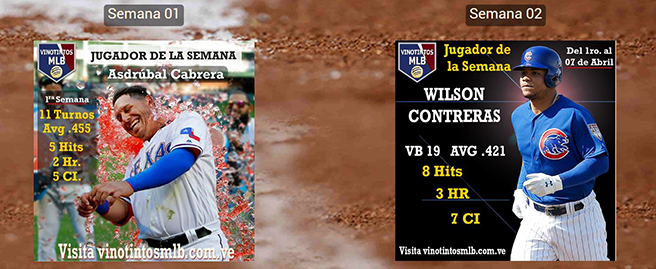 Semana 01
VINOTINTOS
MLB
JUGADOR DE LA SEMANA
Asdrúbal Cabrera
1ra Semana
11 Turnos
Avg .455
5 Hits
2 Hr.
5 CI.
TEXAS
Visita vinotintosmlb.com.ve
Semana 02
VINOTINTOS
MLB
Jugador de
la Semana
Del 1ro. al
07 de Abril
WILSON
CONTRERAS
VB 19 AVG .421
8 Hits
3 HR
7 CI
Visita vinotintosmlb.com.ve